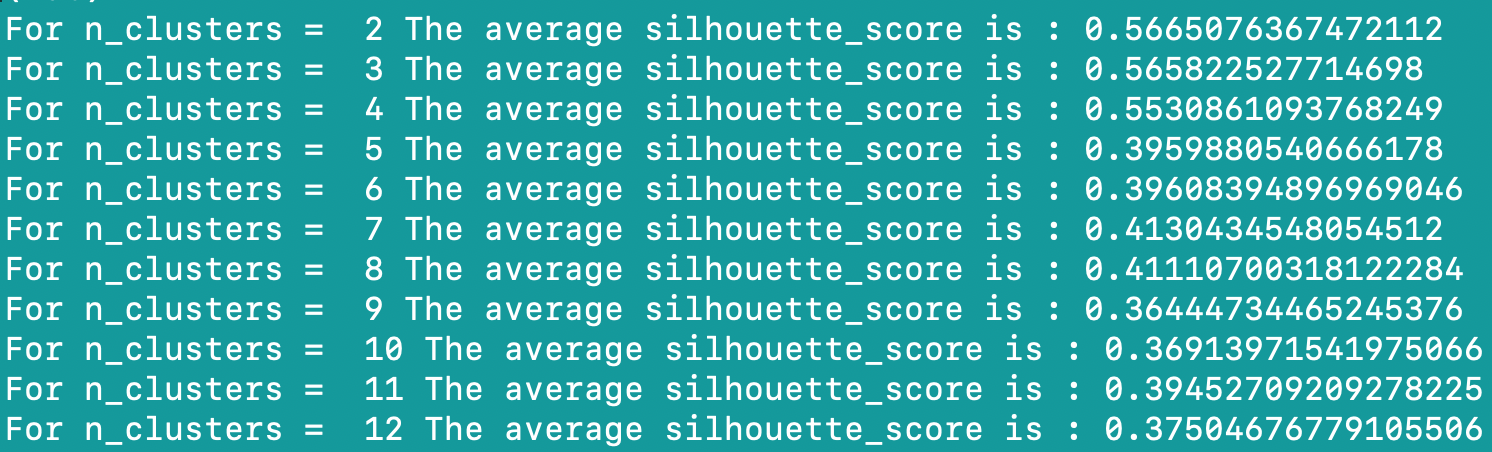 For n_clusters =  2 The average silhouette_score is : 0.5665076367472112
For n_clusters =  3 The average silhouette_score is : 0.565822527714698
For n_clusters =  4 The average silhouette_score is : 0.5530861093768249
For n_clusters =  5 The average silhouette_score is : 0.3959880540666178
For n_clusters =  6 The average silhouette_score is : 0.39608394896969046
For n_clusters =  7 The average silhouette_score is : 0.4130434548054512
For n_clusters =  8 The average silhouette_score is : 0.41110700318122284
For n_clusters =  9 The average silhouette_score is : 0.36444734465245376
For n_clusters =  10 The average silhouette_score is : 0.36913971541975066
For n_clusters =  11 The average silhouette_score is : 0.39452709209278225
For n_clusters =  12 The average silhouette_score is : 0.37504676779105506